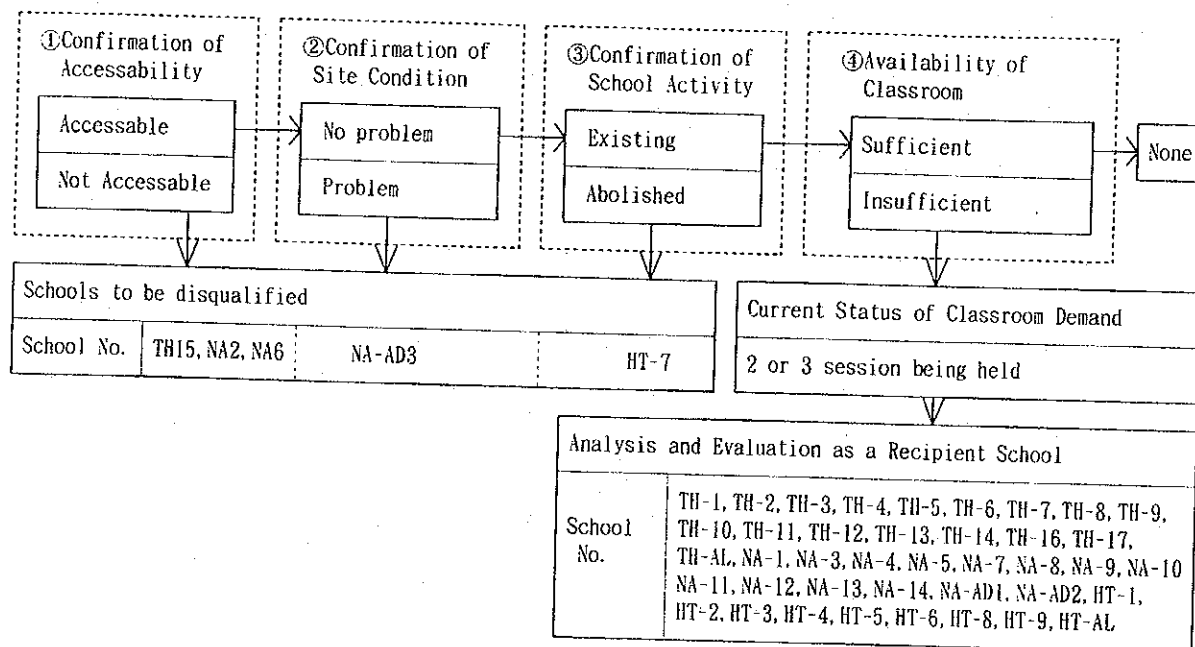 ①Confirmation of
Accessability
Accessable
Not Accessable
②Confirmation of
Site Condition
No problem
Problem
③Confirmation of
School Activity
Existing
Abolished
④Availability of
Classroom
Sufficient
Insufficient
None
Schools to be disqualified
School No.
TH15, NA2, NA6
NA-AD3
HT-7
Current Status of Classroom Demand
2 or 3 session being held
Analysis and Evaluation as a Recipient School
School
No.
TH-1, TH-2, TH-3, TH-4, TH-5, TH-6, TH-7, TH-8, TH-9,
TH-10, TH-11, TH-12, TH-13, TH-14, TH-16, TH-17,
TH-AL, NA-1, NA-3, NA-4, NA-5, NA-7, NA-8, NA-9, NA-10
NA-11, NA-12, NA-13, NA-14, NA-AD1, NA-AD2, HT-1,
HT-2, HT-3, HT-4, HT-5, HT-6, HT-8, HT-9, HT-AL